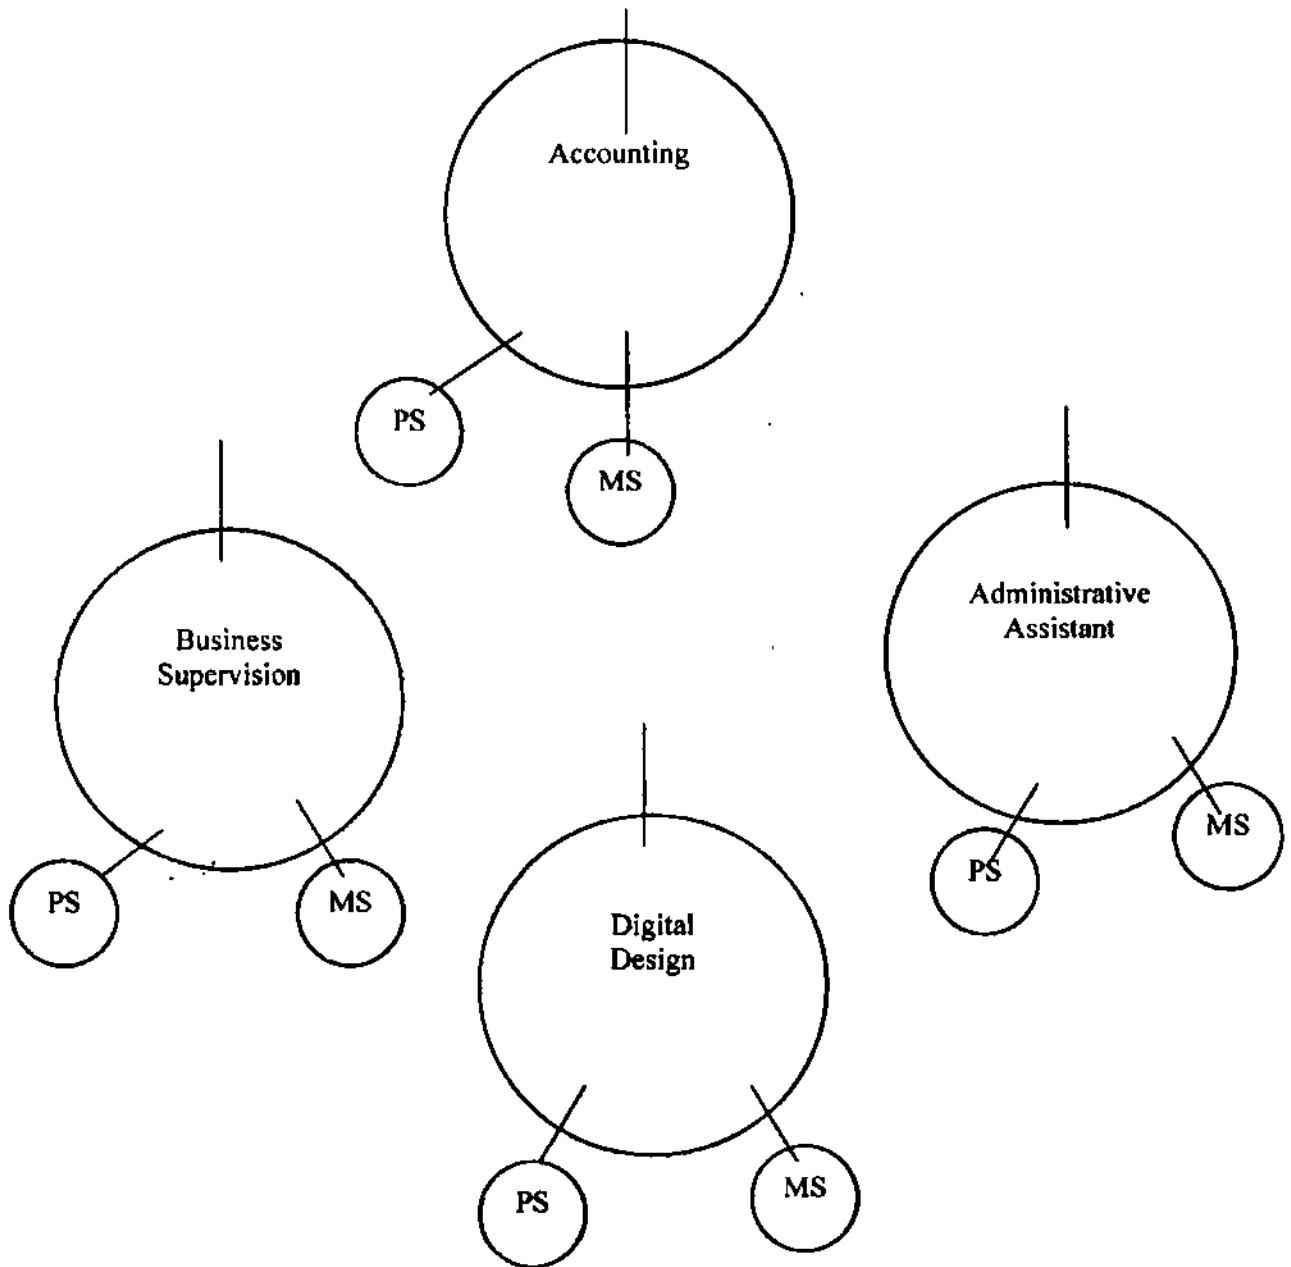 Accounting
PS
MS
Administrative
Assistant
Business
Supervision
PS
MS
PS
MS
Digital
Design
PS
MS